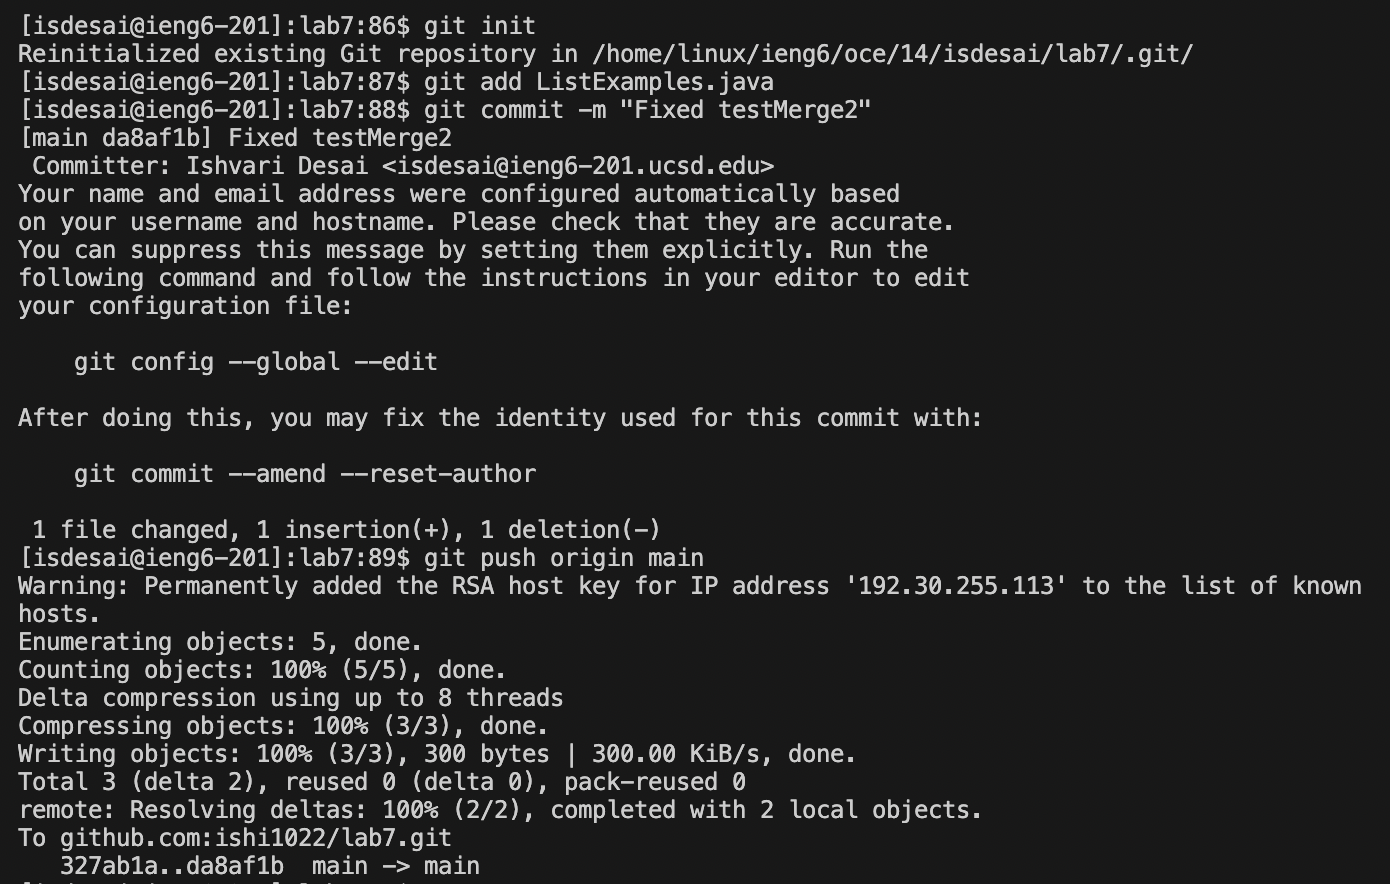 [isdesai@ieng6-201]:lab7:86$ git init
Reinitialized existing Git repository in /home/linux/ieng6/oce/14/isdesai/lab7/.git/
[isdesai@ieng6-201]:lab7:87$ git add ListExamples.java
[isdesai@ieng6-201]:lab7:88$ git commit -m "Fixed testMerge2"
[main da8af1b] Fixed testMerge2
 Committer: Ishvari Desai <isdesai@ieng6-201.ucsd.edu>
Your name and email address were configured automatically based
on your username and hostname. Please check that they are accurate.
You can suppress this message by setting them explicitly. Run the
following command and follow the instructions in your editor to edit
your configuration file:

    git config --global --edit

After doing this, you may fix the identity used for this commit with:

    git commit --amend --reset-author

 1 file changed, 1 insertion(+), 1 deletion(-)
[isdesai@ieng6-201]:lab7:89$ git push origin main
Warning: Permanently added the RSA host key for IP address '192.30.255.113' to the list of known
hosts.
Enumerating objects: 5, done.
Counting objects: 100% (5/5), done.
Delta compression using up to 8 threads
Compressing objects: 100% (3/3), done.
Writing objects: 100% (3/3), 300 bytes | 300.00 KiB/s, done.
Total 3 (delta 2), reused 0 (delta 0), pack-reused 0
remote: Resolving deltas: 100% (2/2), completed with 2 local objects.
To github.com:ishi1022/lab7.git
   327ab1a..da8af1b  main -> main